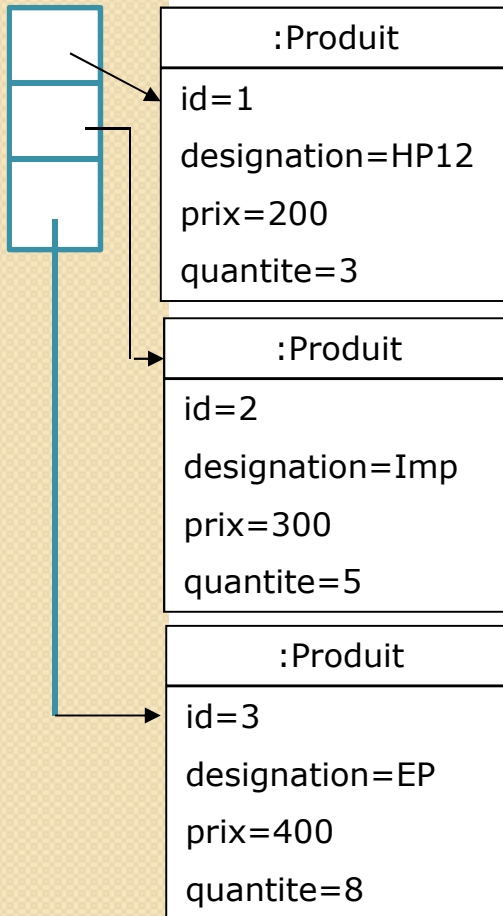 :Produit
id=1
designation=HP12
prix=200
quantite=3
:Produit
id=2
designation=Imp
prix=300
quantite=5
:Produit
id=3
designation=EP
prix=400
quantite=8